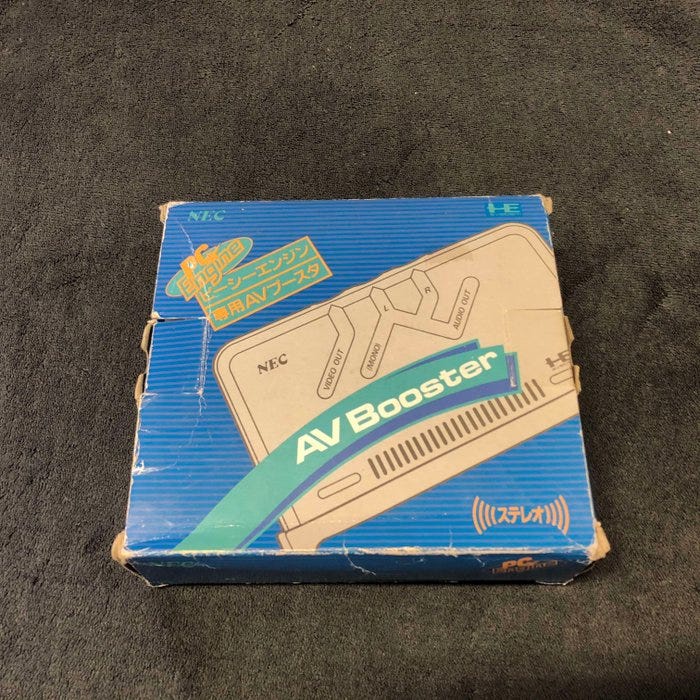 NEC
HE
PC
Engine
ピーシーエンジン
専用AVブースタ
NEC
VIDEO OUT
L
(MONO)
R
AUDIO OUT
HE
AV Booster
ステレオ
NEC
PC
Engine